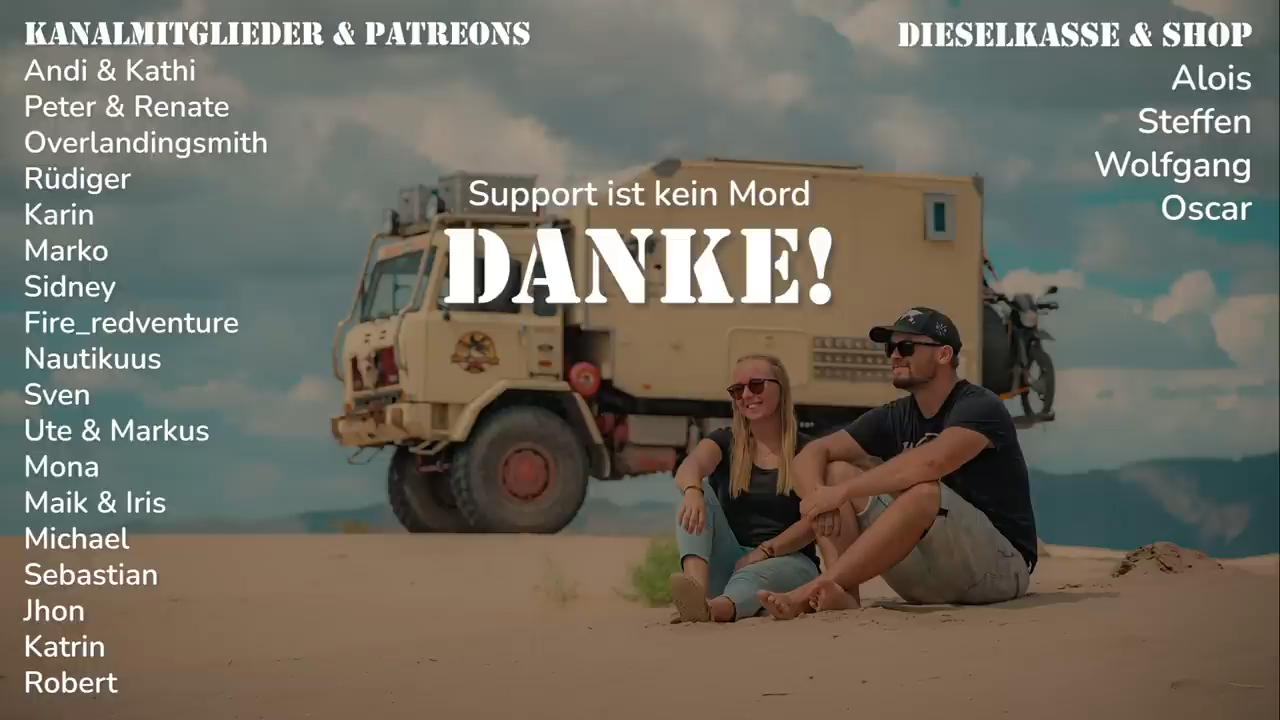 KANALMITGLIEDER & PATREONS
Andi & Kathi
Peter & Renate
Overlandingsmith
Rüdiger
Karin
Marko
Sidney
Fire_redventure
Nautikuus
Sven
Ute & Markus
Mona
Maik & Iris
Michael
Sebastian
Jhon
Katrin
Robert
Support ist kein Mord
DANKE!
DIESELKASSE & SHOP
Alois
Steffen
Wolfgang
Oscar